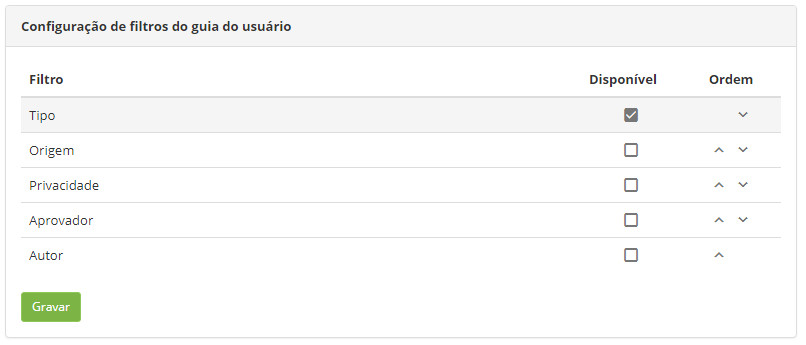 Configuração de filtros do guia do usuário
Filtro Disponível Ordem
Tipo
Origem
Privacidade
Aprovador
Autor
Gravar